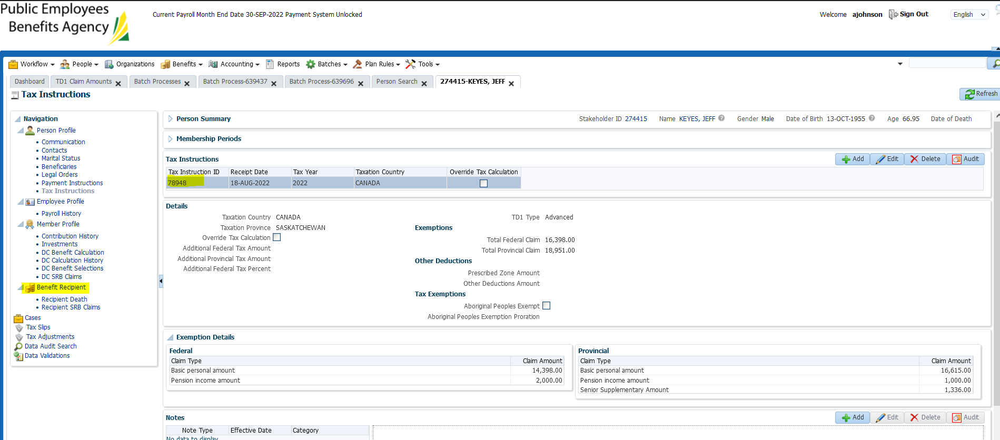 Public Employees
Benefits Agency
Current Payroll Month End Date 30-SEP-2022 Payment System Unlocked
Welcome ajohnson Sign Out English
Workflow People Organizations Benefits Accounting Reports Batches Plan Rules Tools
Dashboard TD1 Claim Amounts Batch Processes Batch Process-639437 Batch Process-639696 Person Search 274415-KEYES, JEFF
Tax Instructions
Refresh
Navigation
Person Profile
Communication
Contacts
Marital Status
Beneficiaries
Legal Orders
Payment Instructions
Tax Instructions
Employee Profile
Payroll History
Member Profile
Contribution History
Investments
DC Benefit Calculation
DC Calculation History
DC Benefit Selections
DC SRB Claims
Benefit Recipient
Recipient Death
Recipient SRB Claims
Cases
Tax Slips
Tax Adjustments
Data Audit Search
Data Validations
Person Summary Stakeholder ID 274415 Name KEYES, JEFF Gender Male Date of Birth 13-OCT-1955 Age 66.95 Date of Death
Membership Periods
Tax Instructions Add Edit Delete Audit
Tax Instruction ID Receipt Date Tax Year Taxation Country Override Tax Calculation
78948 18-AUG-2022 2022 CANADA
Details
Taxation Country CANADA
Taxation Province SASKATCHEWAN
Override Tax Calculation
Additional Federal Tax Amount
Additional Provincial Tax Amount
Additional Federal Tax Percent
TD1 Type Advanced
Exemptions
Total Federal Claim 16,398.00
Total Provincial Claim 18,951.00
Other Deductions
Prescribed Zone Amount
Other Deductions Amount
Tax Exemptions
Aboriginal Peoples Exempt
Aboriginal Peoples Exemption Proration
Exemption Details
Federal
Claim Type Claim Amount
Basic personal amount 14,398.00
Pension income amount 2,000.00
Provincial
Claim Type Claim Amount
Basic personal amount 16,615.00
Pension income amount 1,000.00
Senior Supplementary Amount 1,336.00
Notes Add Edit Delete Audit
Note Type Effective Date Category
No data to display